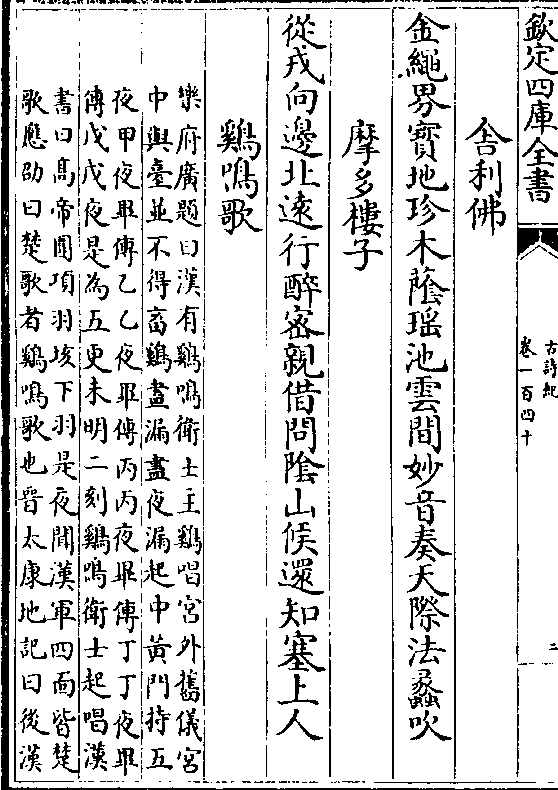 欽定四庫全書
古詩紀
卷一百四十
二
舍利佛
金繩界寶地珍木蔭瑶池雲間妙音奏天際法蠡吹
摩多樓子
從戎向邊北逺行醉宻親借問隂山候還知塞上人
鷄鳴歌
樂府廣題曰漢有鷄鳴衛士主鷄唱宫外舊儀宫
中與臺並不得畜鷄晝漏盡夜漏起中黄門持五
夜甲夜畢傳乙乙夜畢傳丙丙夜畢傳丁丁夜畢
傳戊戊夜是為五更未明二刻鷄鳴衛士起唱漢
書曰髙帝圍項羽垓下羽是夜聞漢軍四面皆楚
歌應劭曰楚歌者鷄鳴歌也晉太康地記曰後漢